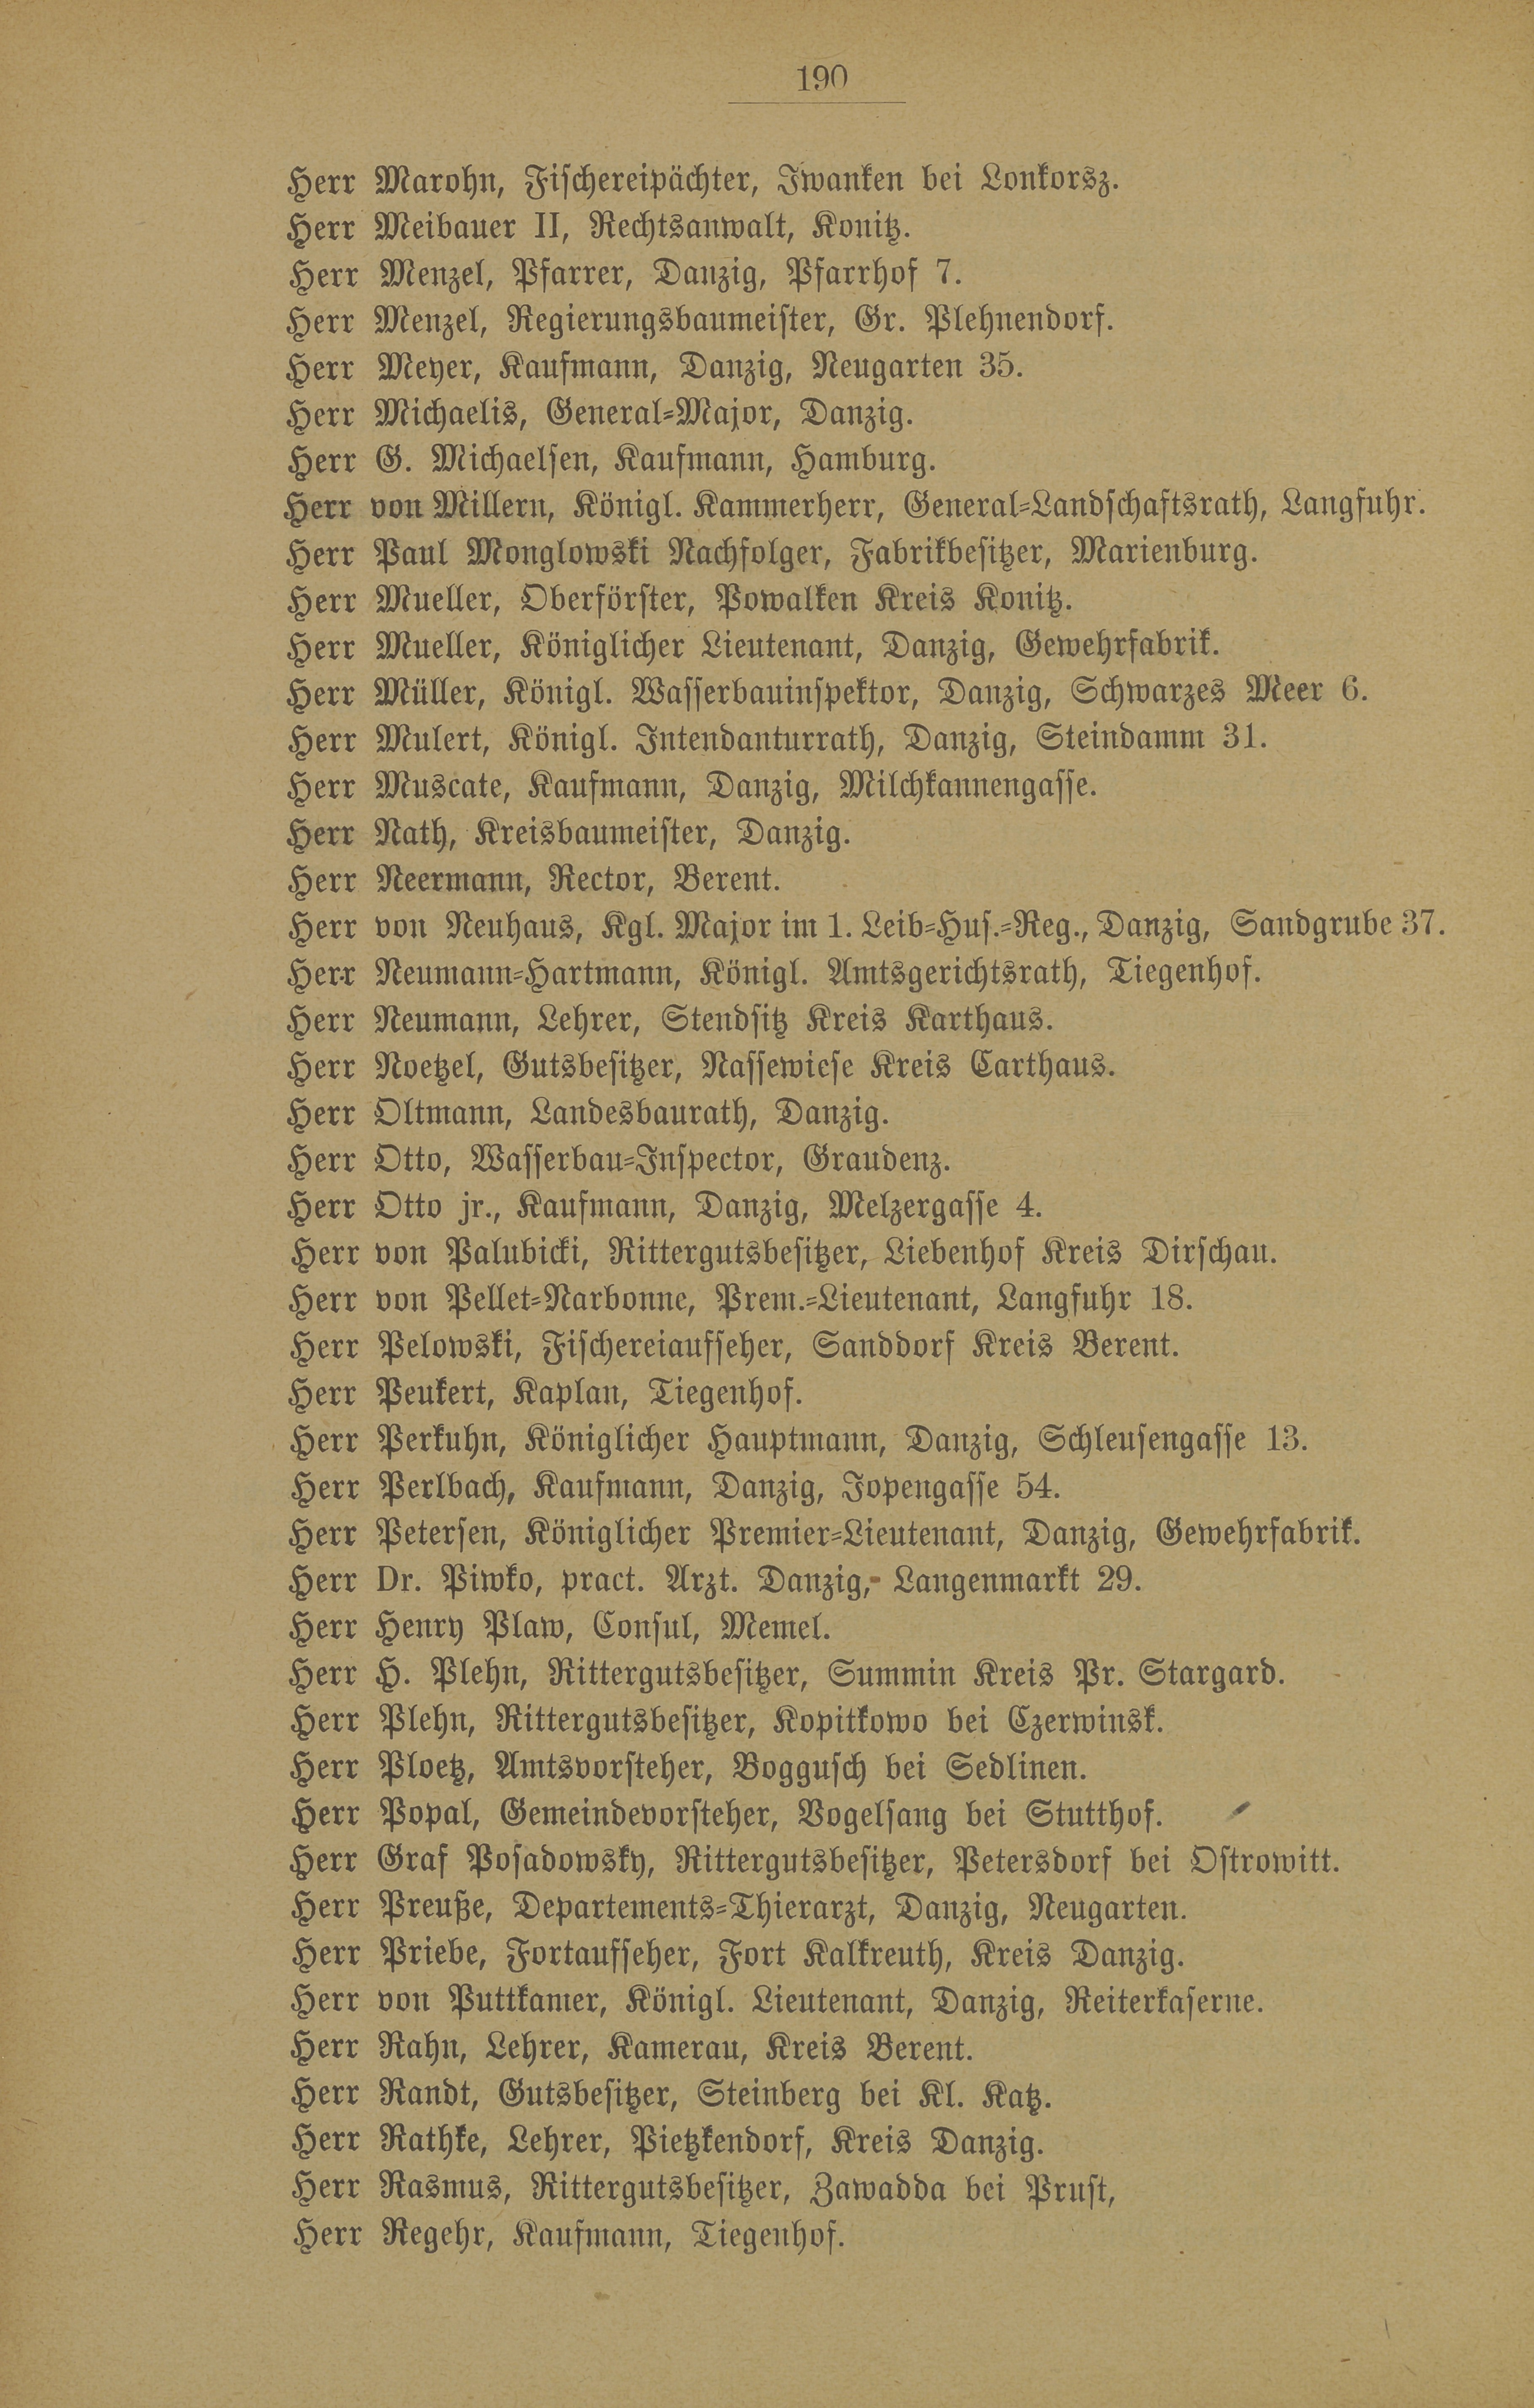 190
Herr Marohn, Fischereipächter, Iwanken bei Lonkorsz.
Herr Meibauer II, Rechtsanwalt, Konitz.
Herr Menzel, Pfarrer, Danzig, Pfarrhof 7.
Herr Menzel, Regierungsbaumeister, Gr. Plehnendorf.
Herr Meyer, Kaufmann, Danzig, Neugarten 35.
Herr Michaelis, General-Major, Danzig.
Herr G. Michaelsen, Kaufmann, Hamburg.
Herr von Millern, Königl. Kammerherr, General-Landschaftsrath, Langfuhr.
Herr Paul Monglowski Nachfolger, Fabrikbesitzer, Marienburg.
Herr Mueller, Oberförster, Powalken Kreis Konitz.
Herr Mueller, Königlicher Lieutenant, Danzig, Gewehrfabrik.
Herr Müller, Königl. Wasserbauinspektor, Danzig, Schwarzes Meer 6.
Herr Mulert, Königl. Intendanturrath, Danzig, Steindamm 31.
Herr Muscate, Kaufmann, Danzig, Milchkannengasse.
Herr Nath, Kreisbaumeister, Danzig.
Herr Neermann, Rector, Berent.
Herr von Neuhaus, Kgl. Major im 1. Leib-Hus.-Reg., Danzig, Sandgrube 37.
Herr Neumann-Hartmann, Königl. Amtsgerichtsrath, Tiegenhof.
Herr Neumann, Lehrer, Stendsitz Kreis Karthaus.
Herr Noetzel, Gutsbesitzer, Nassewiese Kreis Carthaus.
Herr Oltmann, Landesbaurath, Danzig.
Herr Otto, Wasserbau-Inspector, Graudenz.
Herr Otto jr., Kaufmann, Danzig, Melzergasse 4.
Herr von Palubicki, Rittergutsbesitzer, Liebenhof Kreis Dirschau.
Herr von Pellet-Narbonne, Prem.-Lieutenant, Langfuhr 18.
Herr Pelowski, Fischereiaufseher, Sanddorf Kreis Berent.
Herr Peukert, Kaplan, Tiegenhof.
Herr Perkuhn, Königlicher Hauptmann, Danzig, Schleusengasse 13.
Herr Perlbach, Kaufmann, Danzig, Jopengasse 54.
Herr Petersen, Königlicher Premier-Lieutenant, Danzig, Gewehrfabrik.
Herr Dr. Piwko, pract. Arzt. Danzig, Langenmarkt 29.
Herr Henry Plaw, Consul, Memel.
Herr H. Plehn, Rittergutsbesitzer, Summin Kreis Pr. Stargard.
Herr Plehn, Rittergutsbesitzer, Kopitkowo bei Czerwinsk.
Herr Ploetz, Amtsvorsteher, Boggusch bei Sedlinen.
Herr Popal, Gemeindevorsteher, Vogelsang bei Stutthof.
Herr Graf Posadowsky, Rittergutsbesitzer, Petersdorf bei Ostrowitt.
Herr Preuße, Departements-Thierarzt, Danzig, Neugarten.
Herr Priebe, Fortaufseher, Fort Kalkreuth, Kreis Danzig.
Herr von Puttkamer, Königl. Lieutenant, Danzig, Reiterkaserne.
Herr Rahn, Lehrer, Kamerau, Kreis Berent.
Herr Randt, Gutsbesitzer, Steinberg bei Kl. Katz.
Herr Rathke, Lehrer, Pietzkendorf, Kreis Danzig.
Herr Rasmus, Rittergutsbesitzer, Zawadda bei Prust,
Herr Regehr, Kaufmann, Tiegenhof.